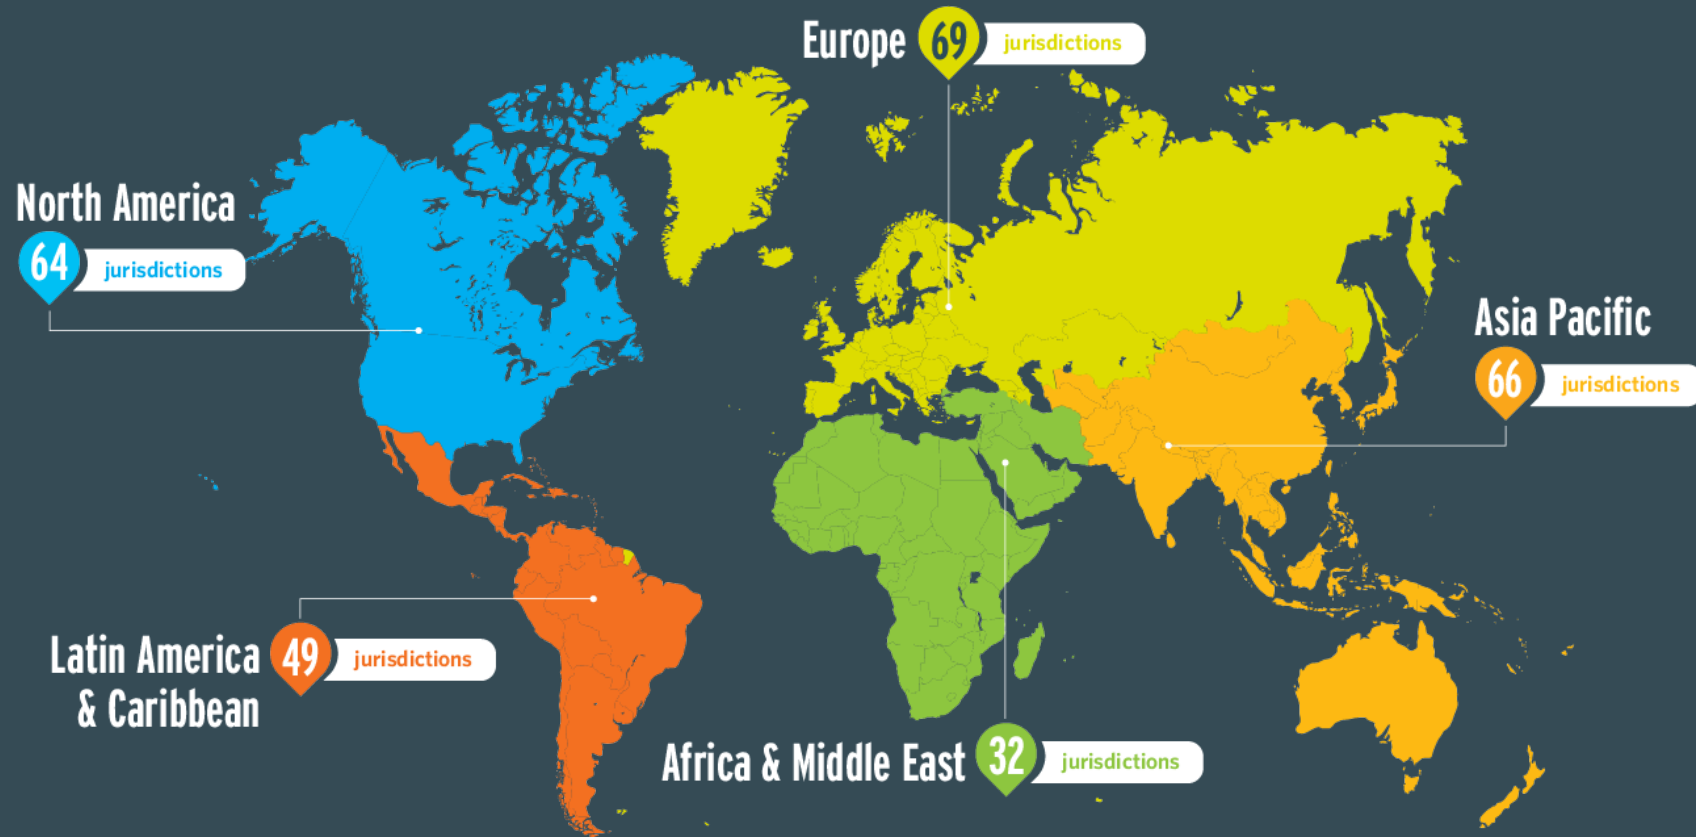 Europe 69 jurisdictions
North America
64 jurisdictions
Asia Pacific
66 jurisdictions
Latin America 49 jurisdictions
& Caribbean
Africa & Middle East 32 jurisdictions